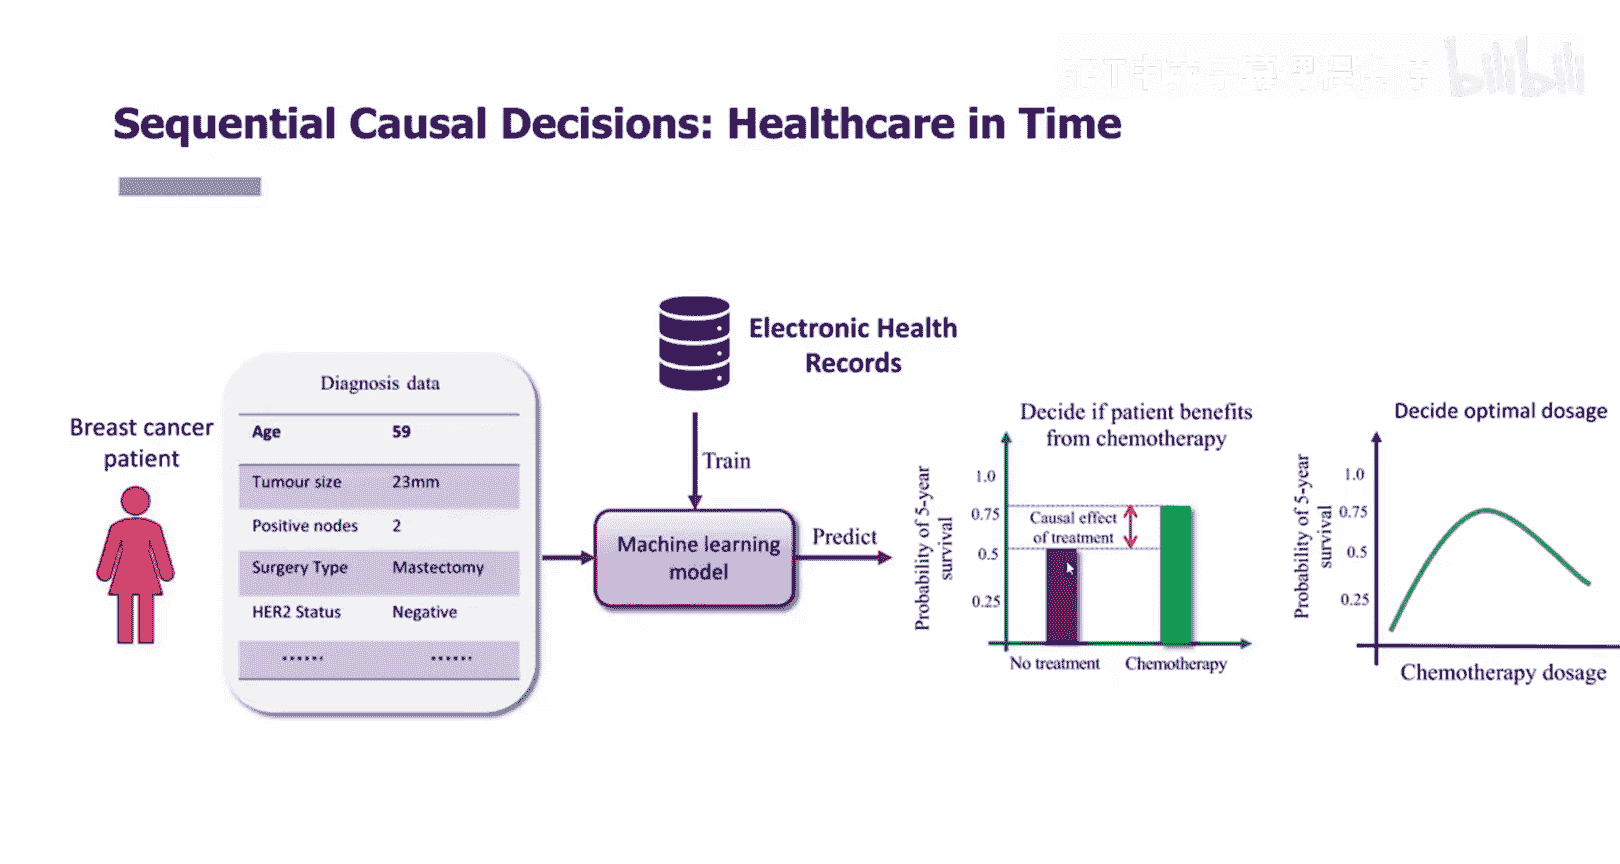 bilibili
Sequential Causal Decisions: Healthcare in Time
Electronic Health
Records
Train
Machine learning
model
Predict
Breast cancer
patient
Diagnosis data
Age 59
Tumour size 23mm
Positive nodes 2
Surgery Type Mastectomy
HER2 Status Negative
...... ......
Decide if patient benefits
from chemotherapy
Probability of 5-year
survival
1.0
0.75
0.5
0.25
Causal effect
of treatment
No treatment Chemotherapy
Decide optimal dosage
Probability of 5-year
survival
1.0
0.75
0.5
0.25
Chemotherapy dosage